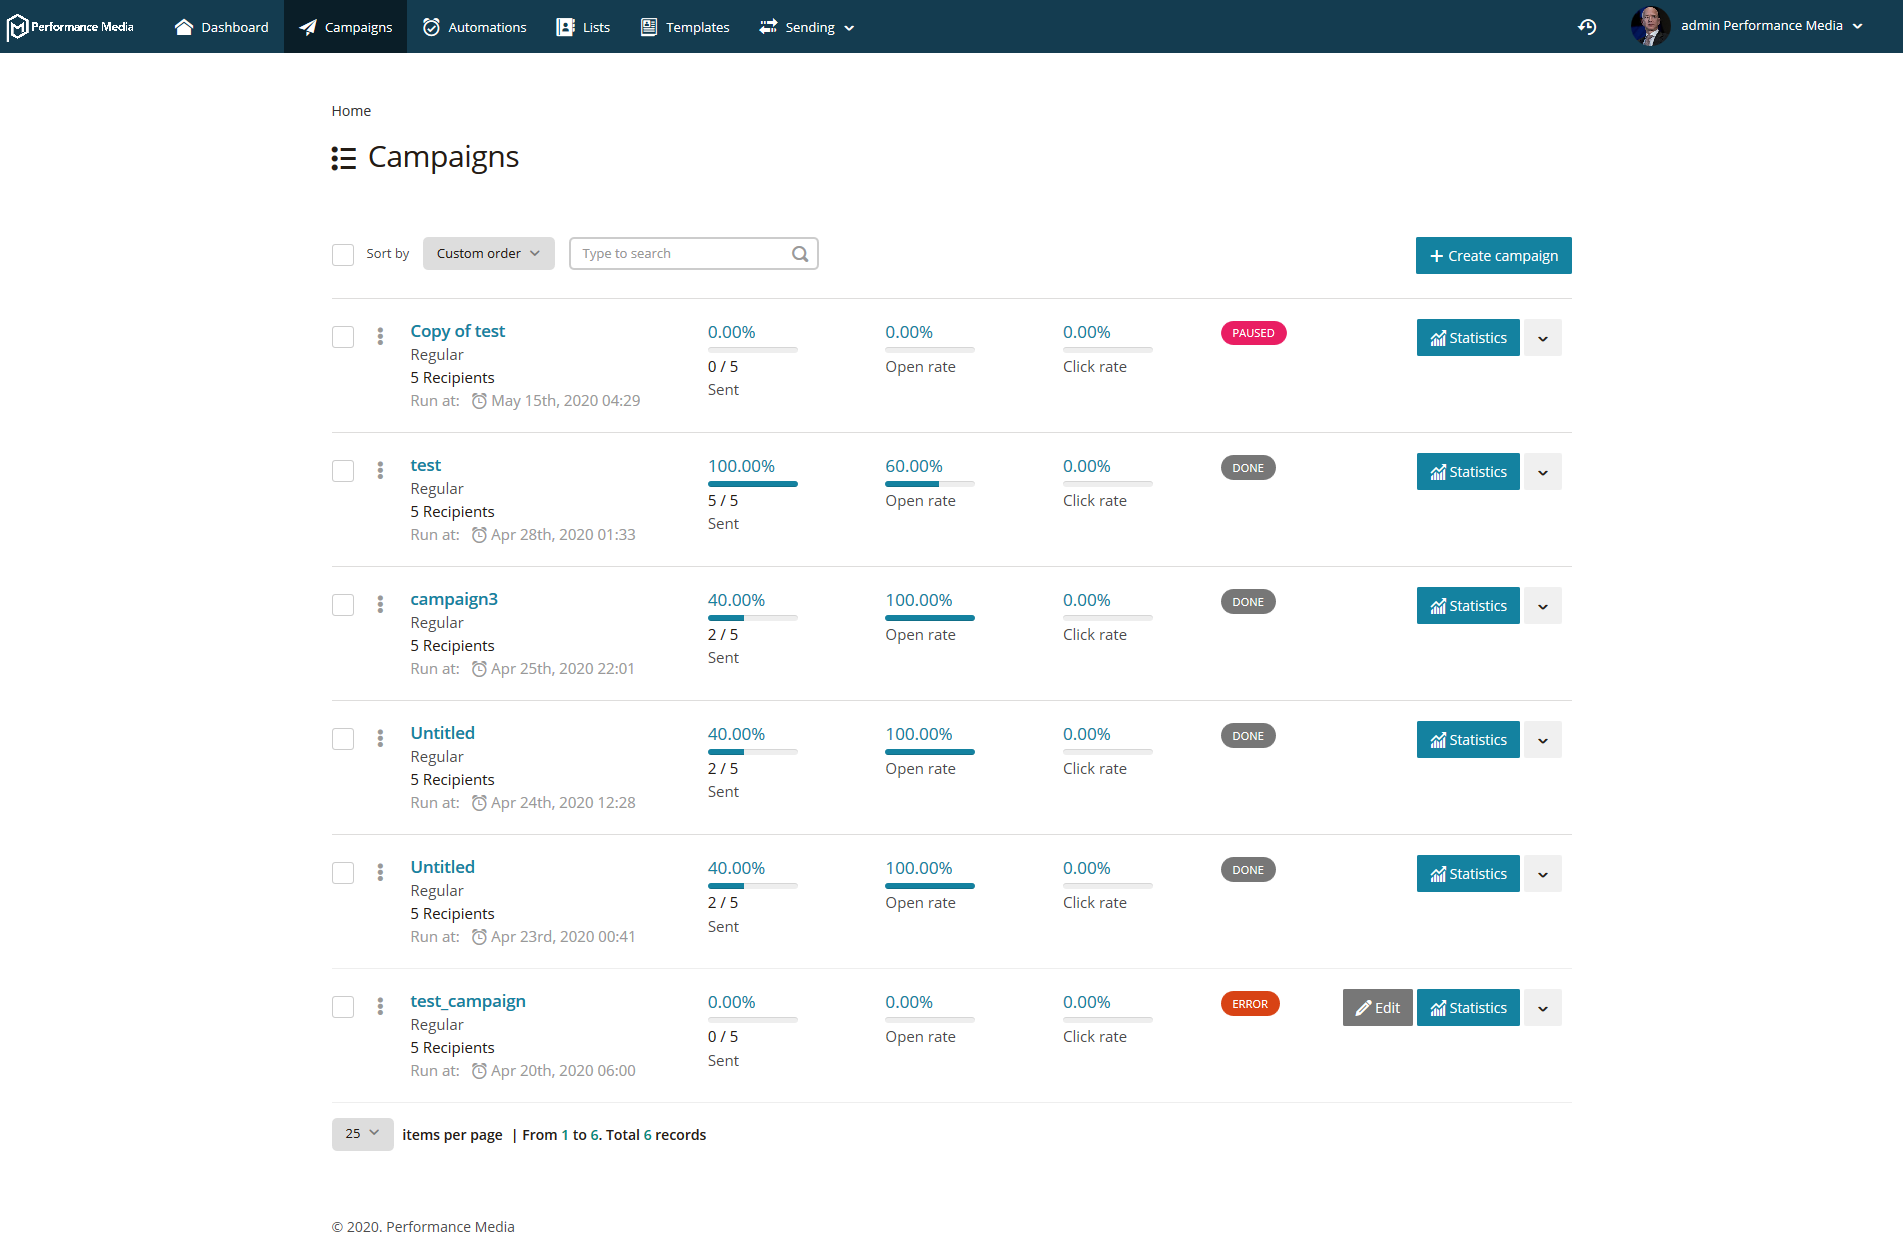 Performance Media Dashboard Campaigns Automations Lists Templates Sending admin Performance Media
Home
Campaigns
Sort by Custom order Type to search + Create campaign
Copy of test 0.00% 0.00% 0.00% PAUSED Statistics
Regular 0 / 5 Open rate Click rate
5 Recipients Sent
Run at: May 15th, 2020 04:29
test 100.00% 60.00% 0.00% DONE Statistics
Regular 5 / 5 Open rate Click rate
5 Recipients Sent
Run at: Apr 28th, 2020 01:33
campaign3 40.00% 100.00% 0.00% DONE Statistics
Regular 2 / 5 Open rate Click rate
5 Recipients Sent
Run at: Apr 25th, 2020 22:01
Untitled 40.00% 100.00% 0.00% DONE Statistics
Regular 2 / 5 Open rate Click rate
5 Recipients Sent
Run at: Apr 24th, 2020 12:28
Untitled 40.00% 100.00% 0.00% DONE Statistics
Regular 2 / 5 Open rate Click rate
5 Recipients Sent
Run at: Apr 23rd, 2020 00:41
test_campaign 0.00% 0.00% 0.00% ERROR Edit Statistics
Regular 0 / 5 Open rate Click rate
5 Recipients Sent
Run at: Apr 20th, 2020 06:00
25 items per page | From 1 to 6. Total 6 records
© 2020. Performance Media